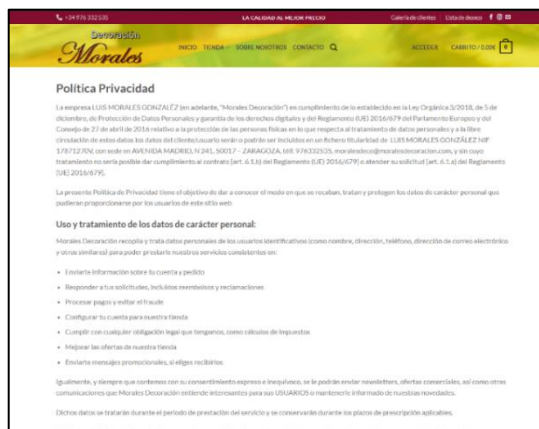 +34 976 332 535
LA CALIDAD AL MEJOR PRECIO
Galería de clientes
Lista de deseos
Decoración
Morales
INICIO TIENDA SOBRE NOSOTROS CONTACTO
ACCEDER CARRITO / 0,00€ 0
Política Privacidad
La empresa LUIS MORALES GONZALÉZ (en adelante, "Morales Decoración") en cumplimiento de lo establecido en la Ley Orgánica 3/2018, de 5 de
diciembre, de Protección de Datos Personales y garantía de los derechos digitales y del Reglamento (UE) 2016/679 del Parlamento Europeo y del
Consejo de 27 de abril de 2016 relativo a la protección de las personas físicas en lo que respecta al tratamiento de datos personales y a la libre
circulación de estos datos los datos del cliente/usuario serán o podrán ser incluidos en un fichero titularidad de LUIS MORALES GONZÁLEZ NIF
con sede en AVENIDA MADRID, N 241, 50017 – ZARAGOZA, tlf. 976332535, moralesdeco@moralesdecoracion.com, y sin cuyo
tratamiento no sería posible dar cumplimiento al contrato (art. 6.1.b) del Reglamento (UE) 2016/679) o atender su solicitud (art. 6.1.a) del Reglamento
(UE) 2016/679).
La presente Política de Privacidad tiene el objetivo de dar a conocer el modo en que se recaban, tratan y protegen los datos de carácter personal que
pudieran proporcionarse por los usuarios de este sitio web
Uso y tratamiento de los datos de carácter personal:
Morales Decoración recopila y trata datos personales de los usuarios identificativos (como nombre, dirección, teléfono, dirección de correo electrónico
y otros similares) para poder prestarle nuestros servicios consistentes en:
• Enviarte información sobre tu cuenta y pedido
• Responder a tus solicitudes, incluidos reembolsos y reclamaciones
• Procesar pagos y evitar el fraude
• Configurar tu cuenta para nuestra tienda
• Cumplir con cualquier obligación legal que tengamos, como cálculos de impuestos
• Mejorar las ofertas de nuestra tienda
• Enviarte mensajes promocionales, si eliges recibirlos
Igualmente, y siempre que contemos con su consentimiento expreso e inequívoco, se le podrán enviar newsletters, ofertas comerciales, así como otras
comunicaciones que Morales Decoración entiende interesantes para sus USUARIOS o mantenerle informado de nuestras novedades.
Dichos datos se tratarán durante el periodo de prestación del servicio y se conservarán durante los plazos de prescripción aplicables.